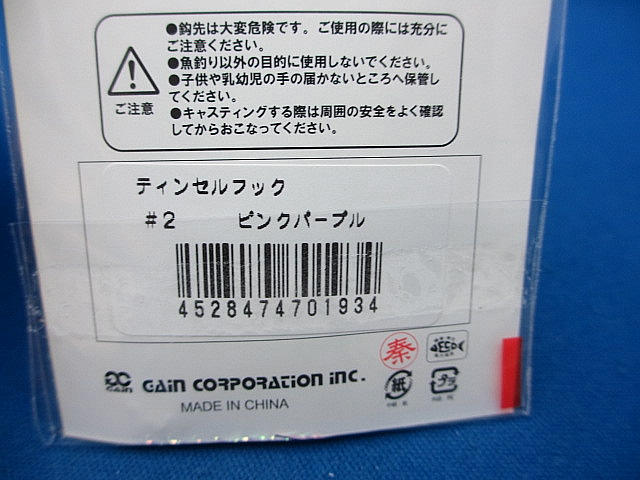 ●鈎先は大変危険です。ご使用の際には充分に
ご注意ください。
●魚釣り以外の目的に使用しないでください。
●子供や乳幼児の手の届かないところへ保管し
てください。
●キャスティングする際は周囲の安全をよく確認
してからおこなってください。
ご注意
ティンセルフック
#2 ピンクパープル
4528474701934
秦
ECO
GAIN
GAIN CORPORATION INC.
紙
プラ
MADE IN CHINA